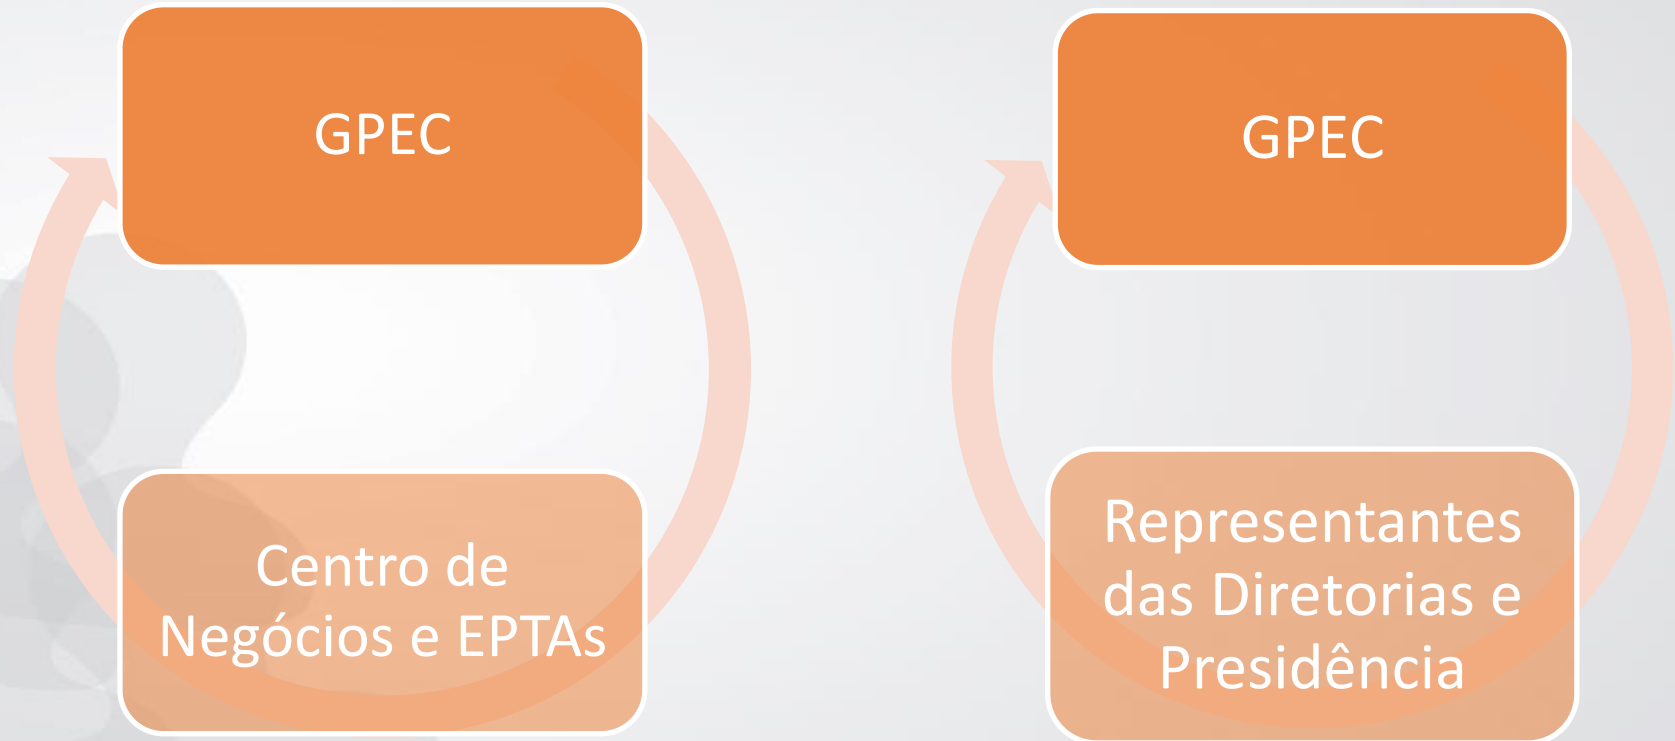 GPEC
Centro de
Negócios e EPTAs
GPEC
Representantes
das Diretorias e
Presidência